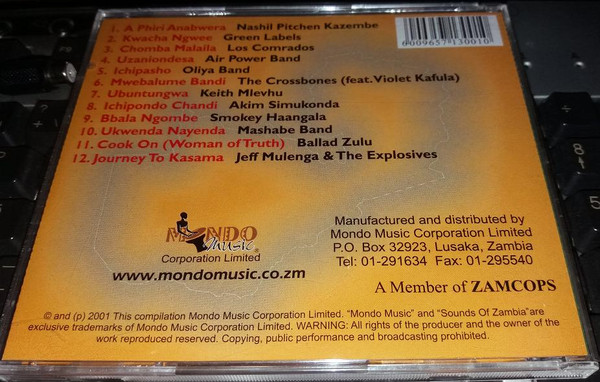 1. A Phiri Anabwera Nashil Pitchen Kazembe
2. Kwacha Ngwee Green Labels
3. Chomba Malaila Los Comrados
4. Uzaniondesa Air Power Band
5. Ichipasho Oliya Band
6. Mwebalume Bandi The Crossbones (feat. Violet Kafula)
7. Ubuntungwa Keith Mlevhu
8. Ichipondo Chandi Akim Simukonda
9. Bbala Ngombe Smokey Haangala
10. Ukwenda Nayenda Mashabe Band
11. Cook On (Woman of Truth) Ballad Zulu
12. Journey To Kasama Jeff Mulenga & The Explosives
0009657130010
MONDO
Music
Corporation Limited
www.mondomusic.co.zm
Manufactured and distributed by
Mondo Music Corporation Limited
P.O. Box 32923, Lusaka, Zambia
Tel: 01-291634 Fax: 01-295540
A Member of ZAMCOPS
© and (p) 2001 This compilation Mondo Music Corporation Limited. "Mondo Music" and "Sounds Of Zambia"are
exclusive trademarks of Mondo Music Corporation Limited. WARNING: All rights of the producer and the owner of the
work reproduced reserved. Copying, public performance and broadcasting prohibited.